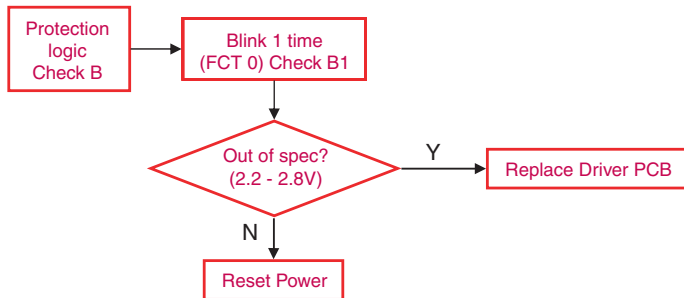 Protection
logic
Check B
Blink 1 time
(FCT 0) Check B1
Out of spec?
(2.2 - 2.8V)
Y
Replace Driver PCB
N
Reset Power